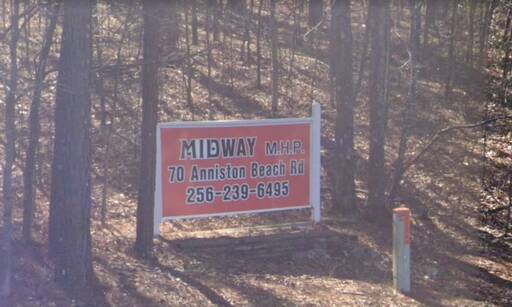 MIDWAY M.H.P.
70 Anniston Beach Rd
256-239-6495